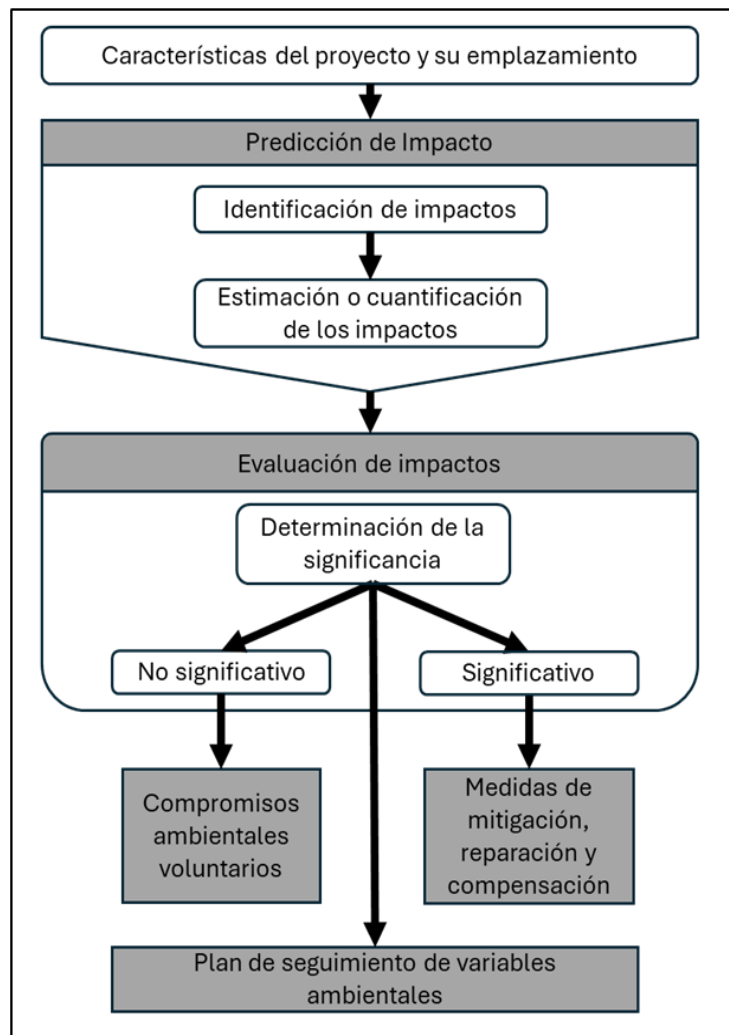 Características del proyecto y su emplazamiento
Predicción de Impacto
Identificación de impactos
Estimación o cuantificación
de los impactos
Evaluación de impactos
Determinación de la
significancia
No significativo
Significativo
Compromisos
ambientales
voluntarios
Medidas de
mitigación,
reparación y
compensación
Plan de seguimiento de variables
ambientales